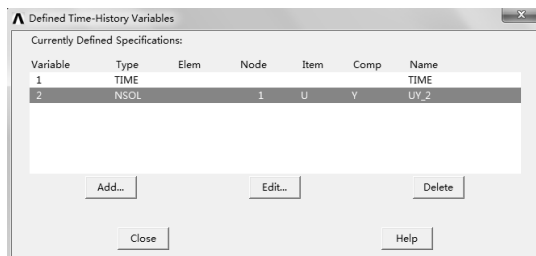 Defined Time-History Variables
Currently Defined Specifications:
Variable Type Elem Node Item Comp Name
1 TIME TIME
2 NSOL 1 U Y UY_2
Add... Edit... Delete
Close Help